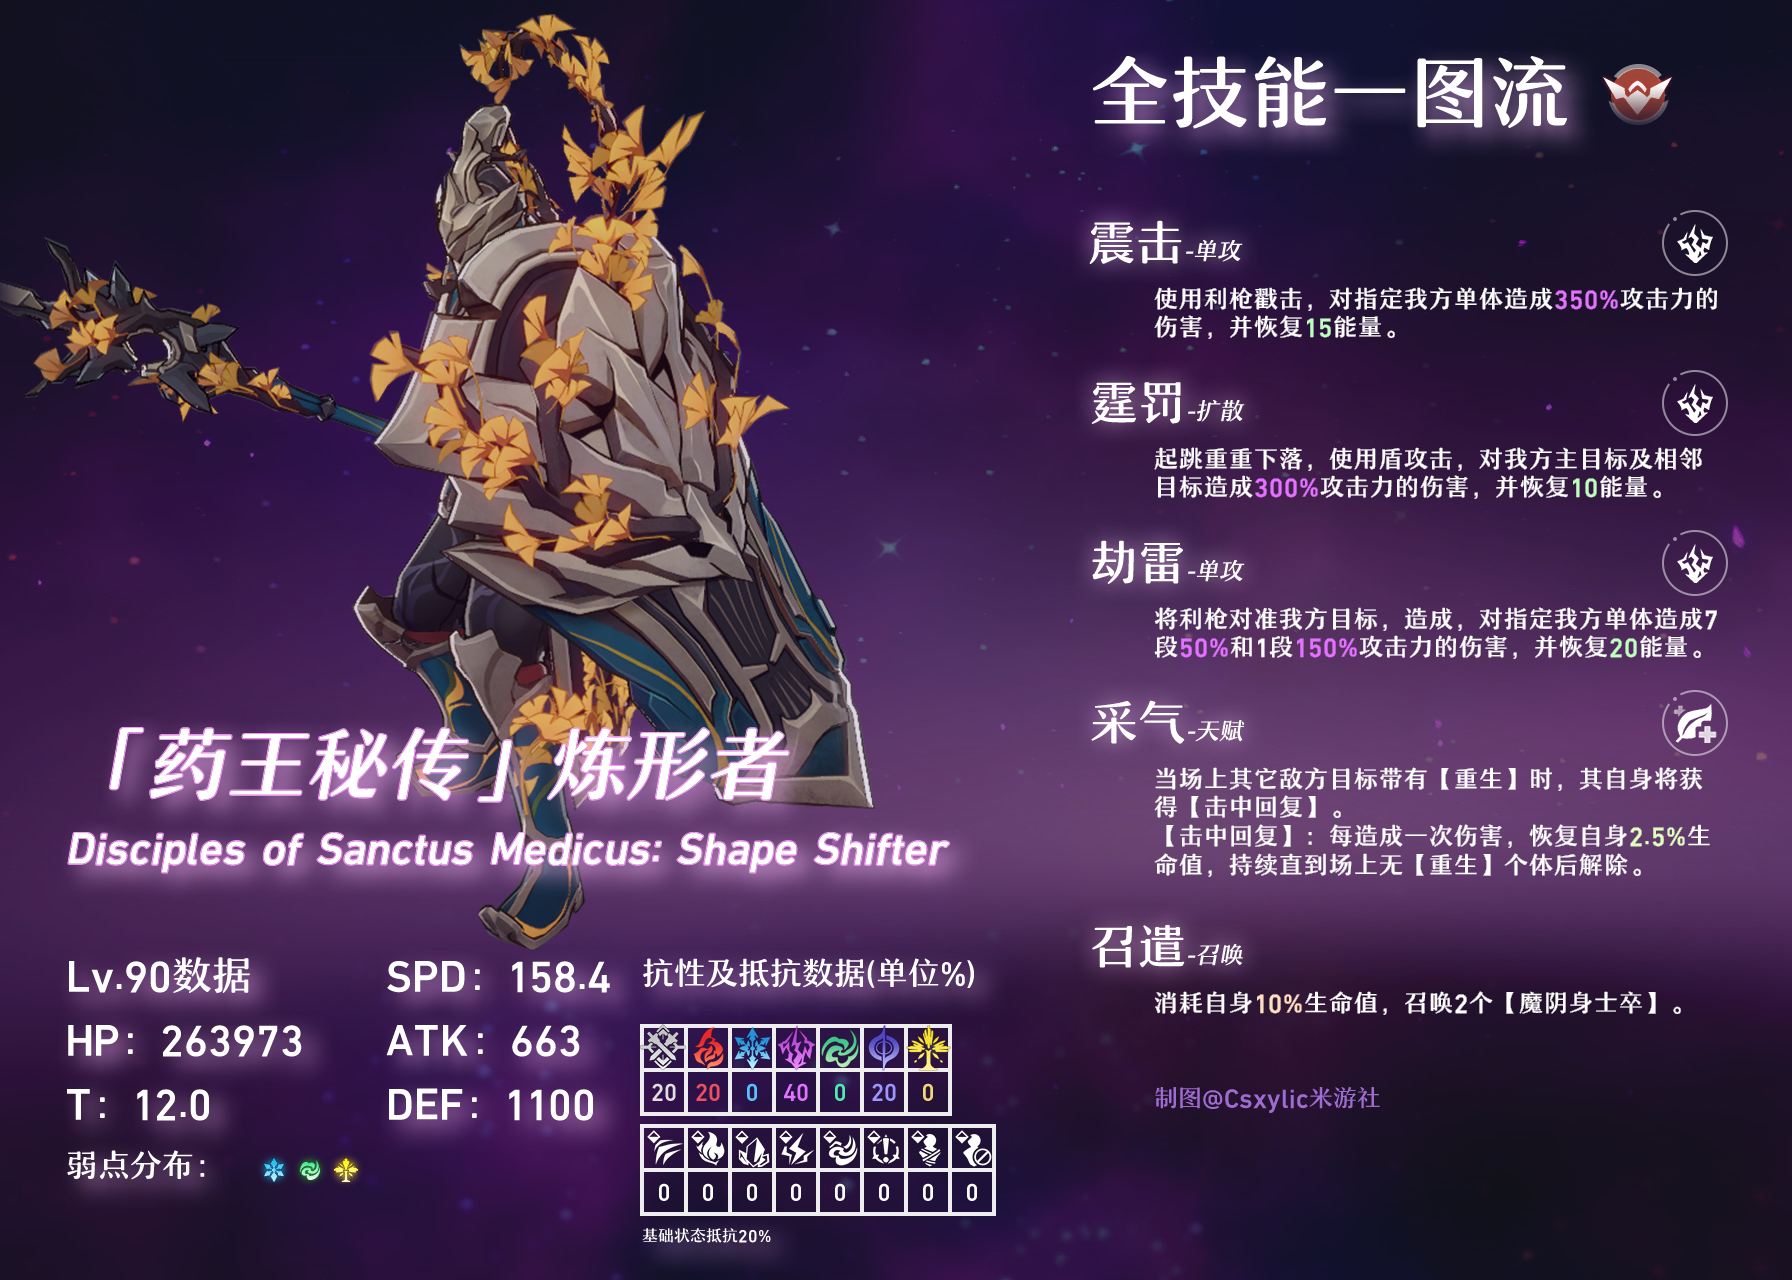 全技能一图流
震击-单攻
使用利枪戳击，对指定我方单体造成350%攻击力的
伤害，并恢复15能量。
霆罚-扩散
起跳重重下落，使用盾攻击，对我方主目标及相邻
目标造成300%攻击力的伤害，并恢复10能量。
劫雷-单攻
将利枪对准我方目标，造成，对指定我方单体造成7
段50%和1段150%攻击力的伤害，并恢复20能量。
采气-天赋
当场上其它敌方目标带有【重生】时，其自身将获
得【击中回复】。
【击中回复】：每造成一次伤害，恢复自身2.5%生
命值，持续直到场上无【重生】个体后解除。
召遣-召唤
消耗自身10%生命值，召唤2个【魔阴身士卒】。
制图@Csxylic米游社
「药王秘传」炼形者
Disciples of Sanctus Medicus: Shape Shifter
Lv.90数据
SPD: 158.4
HP: 263973
ATK: 663
T: 12.0
DEF: 1100
弱点分布：
抗性及抵抗数据(单位%)
20 20 0 40 0 20 0
0 0 0 0 0 0 0 0
基础状态抵抗20%